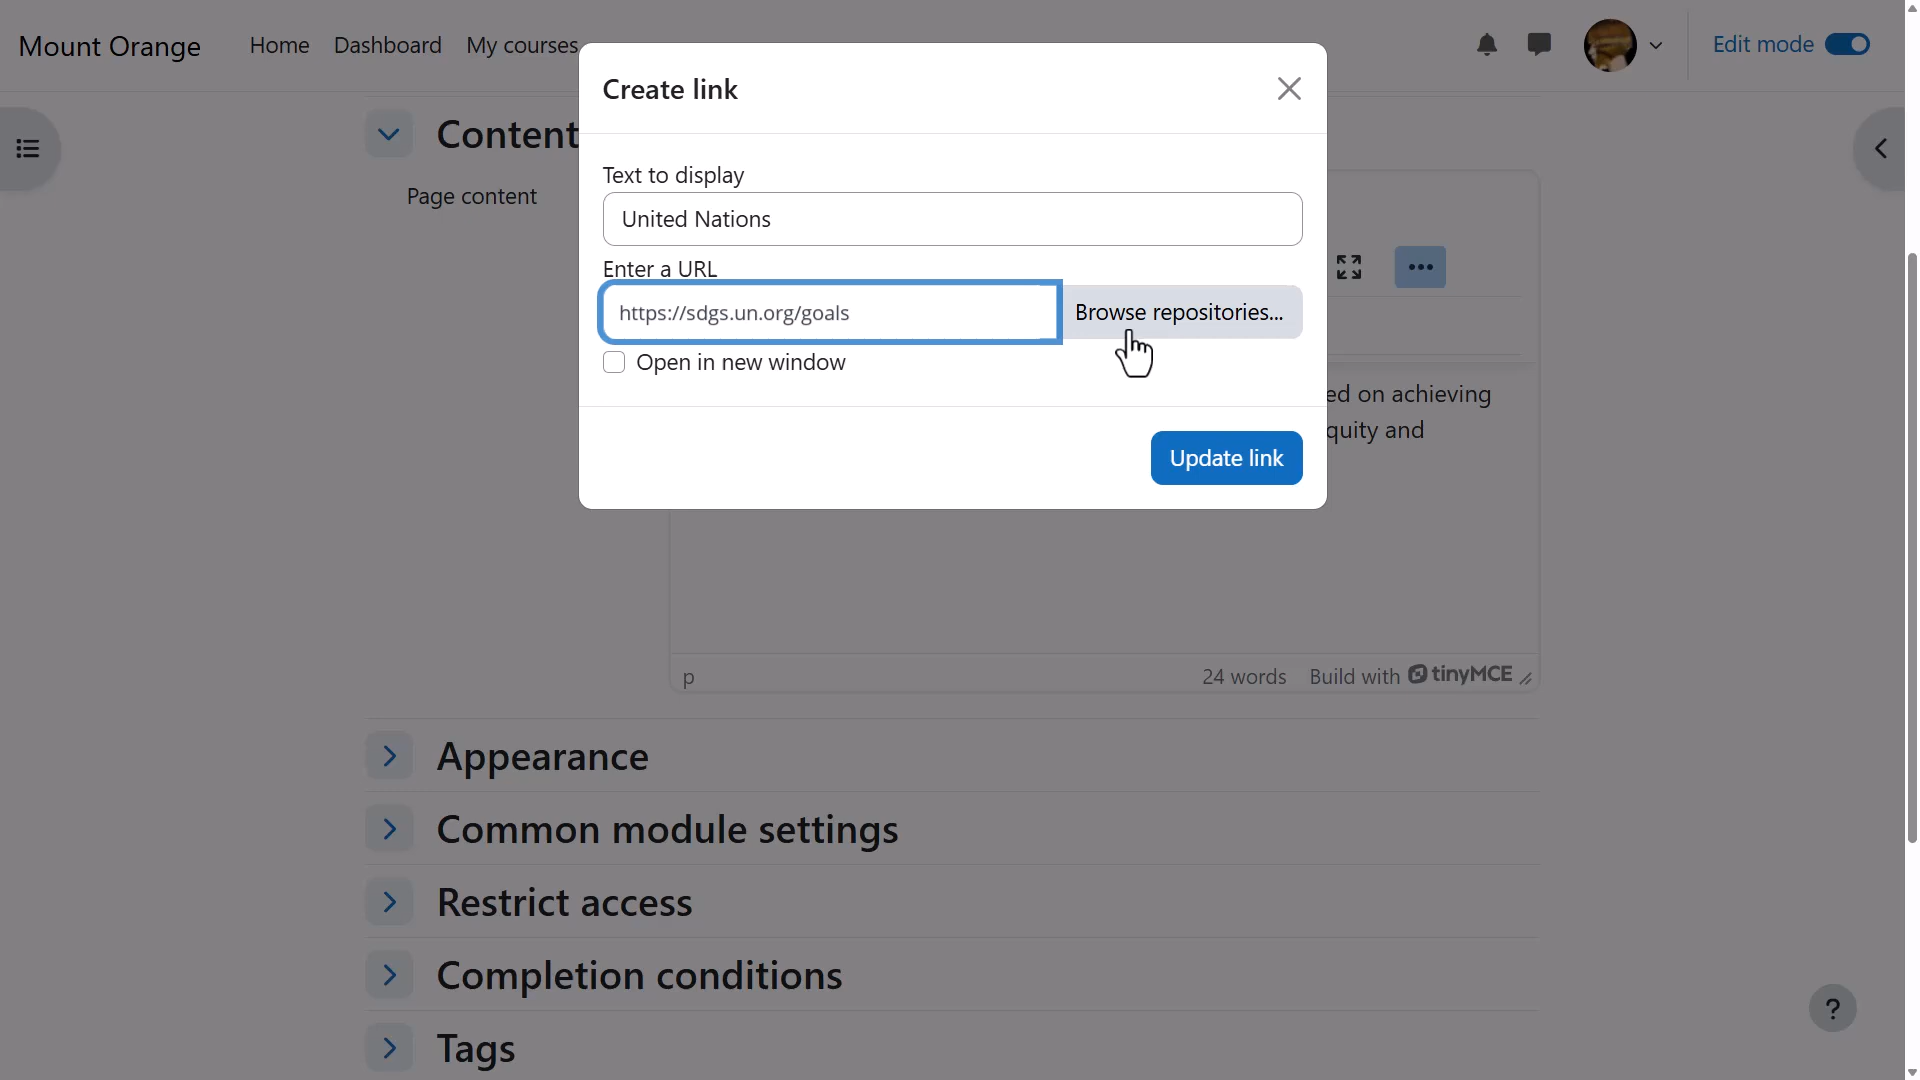 Mount Orange Home Dashboard My courses Edit mode
Create link
Content
Text to display
Page content
United Nations
Enter a URL
https://sdgs.un.org/goals Browse repositories...
Open in new window
ed on achieving
quity and
Update link
p 24 words Build with tinyMCE
Appearance
Common module settings
Restrict access
Completion conditions
?
Tags